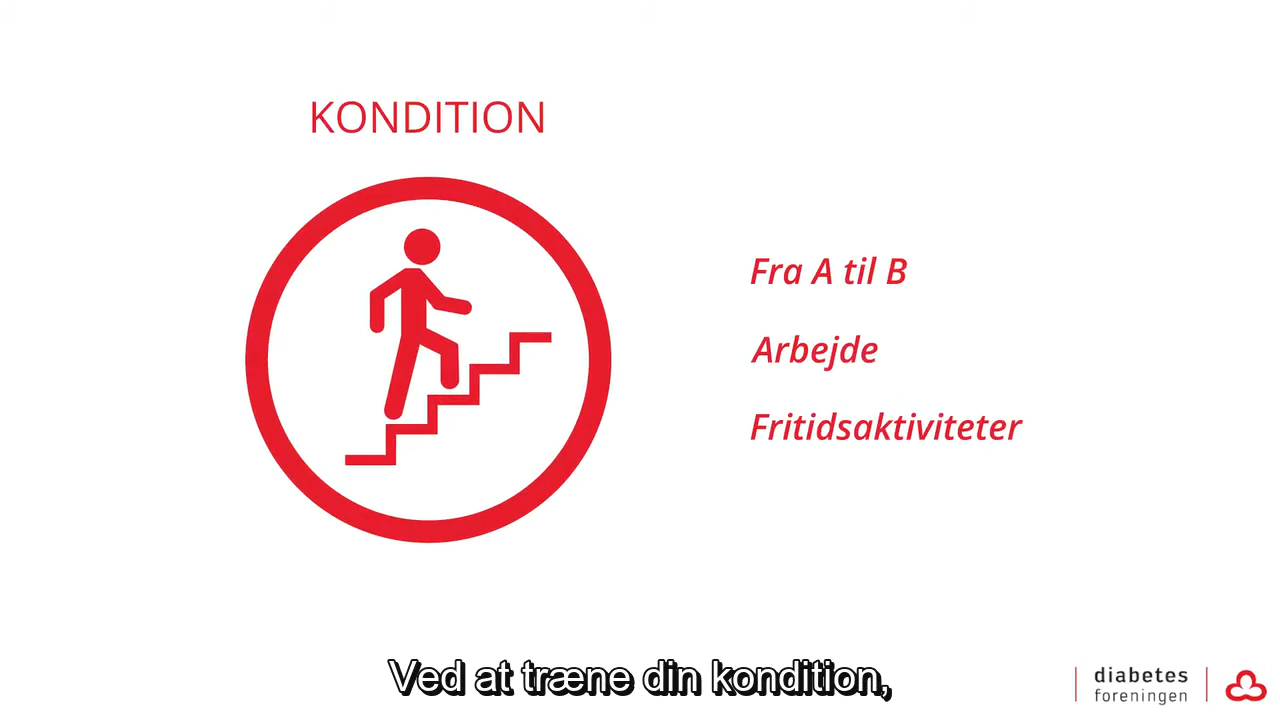 KONDITION
Fra A til B
Arbejde
Fritidsaktiviteter
Ved at træne din kondition,
diabetes
foreningen